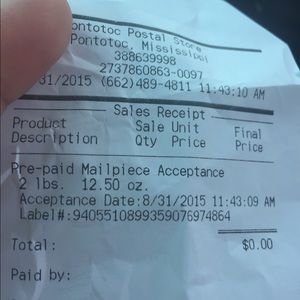 ontotoc Postal Store
Pontotoc, Mississippi
388639998
2737860863-0097
31/2015 (662)489-4811 11:43:10 AM
Sales Receipt
Product Sale Unit Final
Description Qty Price Price
Pre-paid Mailpiece Acceptance
2 lbs. 12.50 oz.
Acceptance Date:8/31/2015 11:43:09 AM
Label#:9405510899359076974864
Total: $0.00
Paid by: